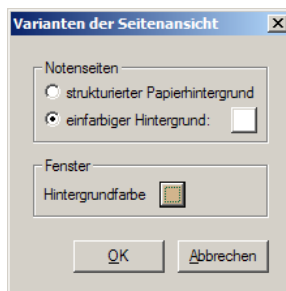 Varianten der Seitenansicht
Notenseiten
strukturierter Papierhintergrund
einfarbiger Hintergrund:
Fenster
Hintergrundfarbe
OK
Abbrechen